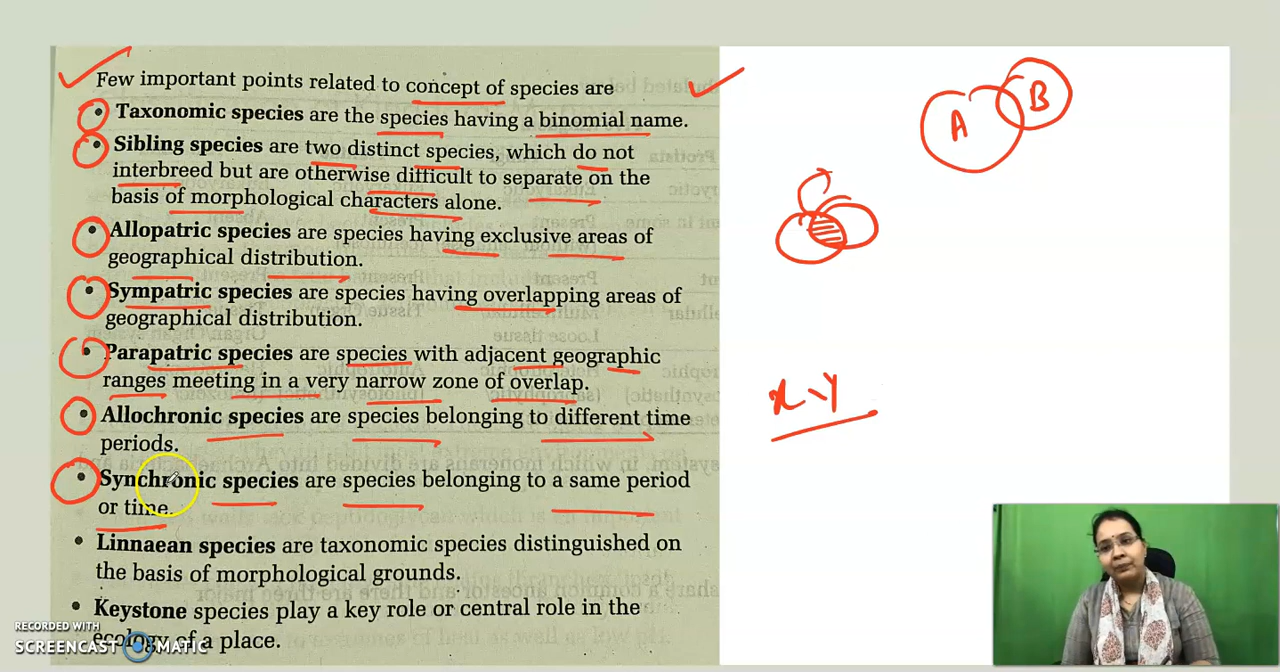 Few important points related to concept of species are
• Taxonomic species are the species having a binomial name.
• Sibling species are two distinct species, which do not
interbreed but are otherwise difficult to separate on the
basis of morphological characters alone.
• Allopatric species are species having exclusive areas of
geographical distribution.
• Sympatric species are species having overlapping areas of
geographical distribution.
• Parapatric species are species with adjacent geographic
ranges meeting in a very narrow zone of overlap.
• Allochronic species are species belonging to different time
periods.
• Synchronic species are species belonging to a same period
or time.
• Linnaean species are taxonomic species distinguished on
the basis of morphological grounds.
• Keystone species play a key role or central role in the
ecology of a place.
A B
x-y
RECORDED WITH
SCREENCAST MATIC